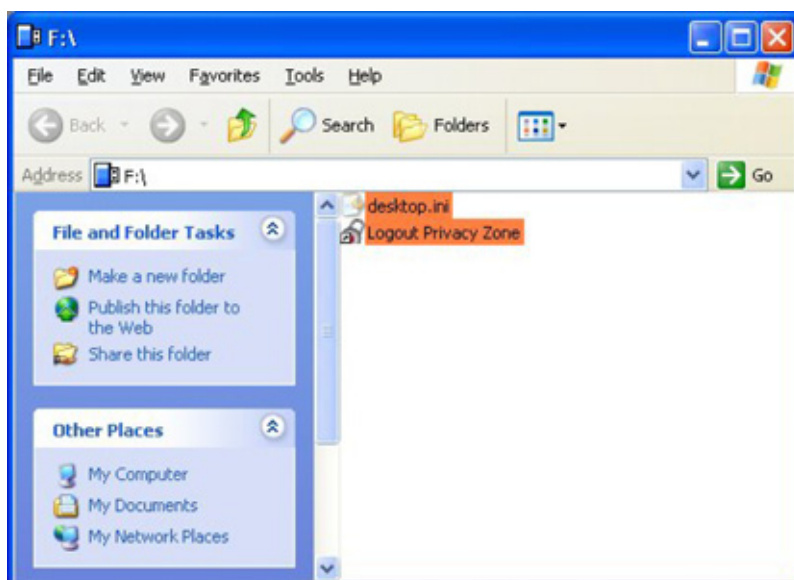 F:\
File Edit View Favorites Tools Help
Back Search Folders
Address F:\ Go
File and Folder Tasks
Make a new folder
Publish this folder to
the Web
Share this folder
Other Places
My Computer
My Documents
My Network Places
desktop.ini
Logout Privacy Zone